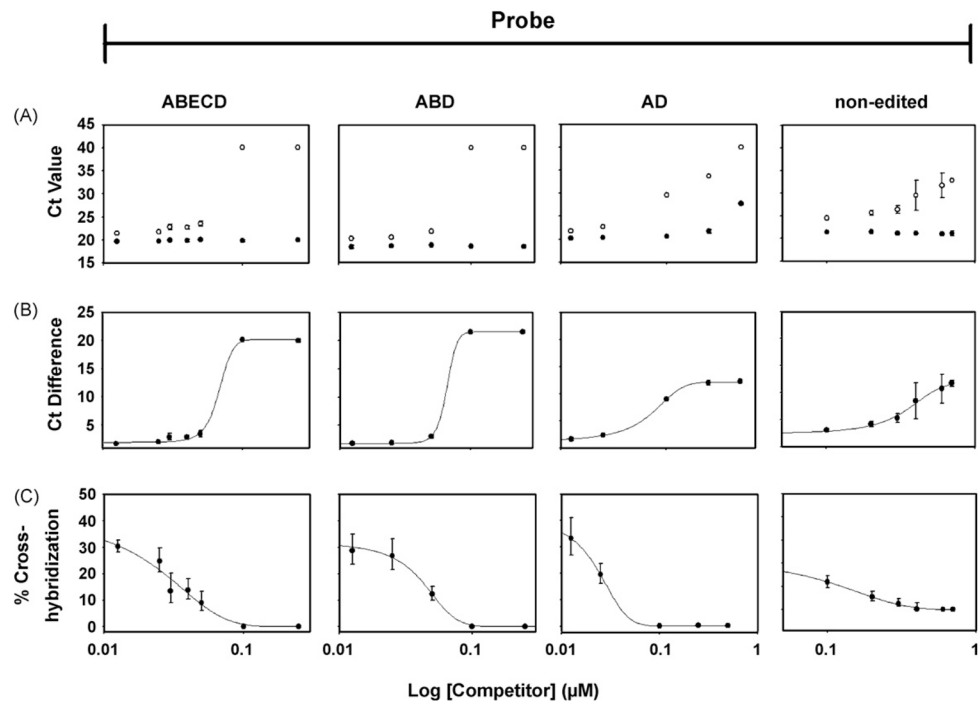 Probe
ABECD ABD AD non-edited
(A)
Ct Value
45
40
35
30
25
20
15
(B)
Ct Difference
25
20
15
10
5
(C)
% Cross-
hybridization
50
40
30
20
10
0
0.01 0.1 0.01 0.1 0.01 0.1 1 0.1 1
Log [Competitor] (μM)